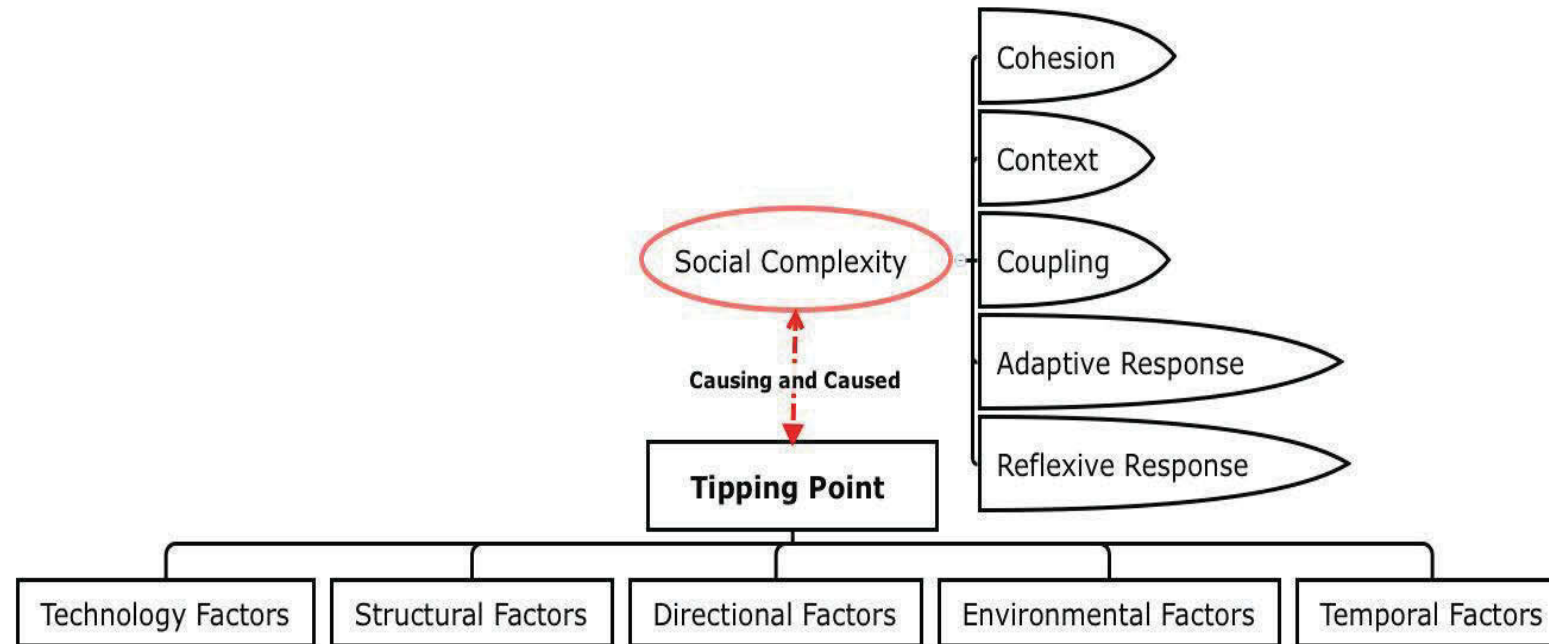 Cohesion
Context
Social Complexity
Coupling
Causing and Caused
Adaptive Response
Tipping Point
Reflexive Response
Technology Factors
Structural Factors
Directional Factors
Environmental Factors
Temporal Factors